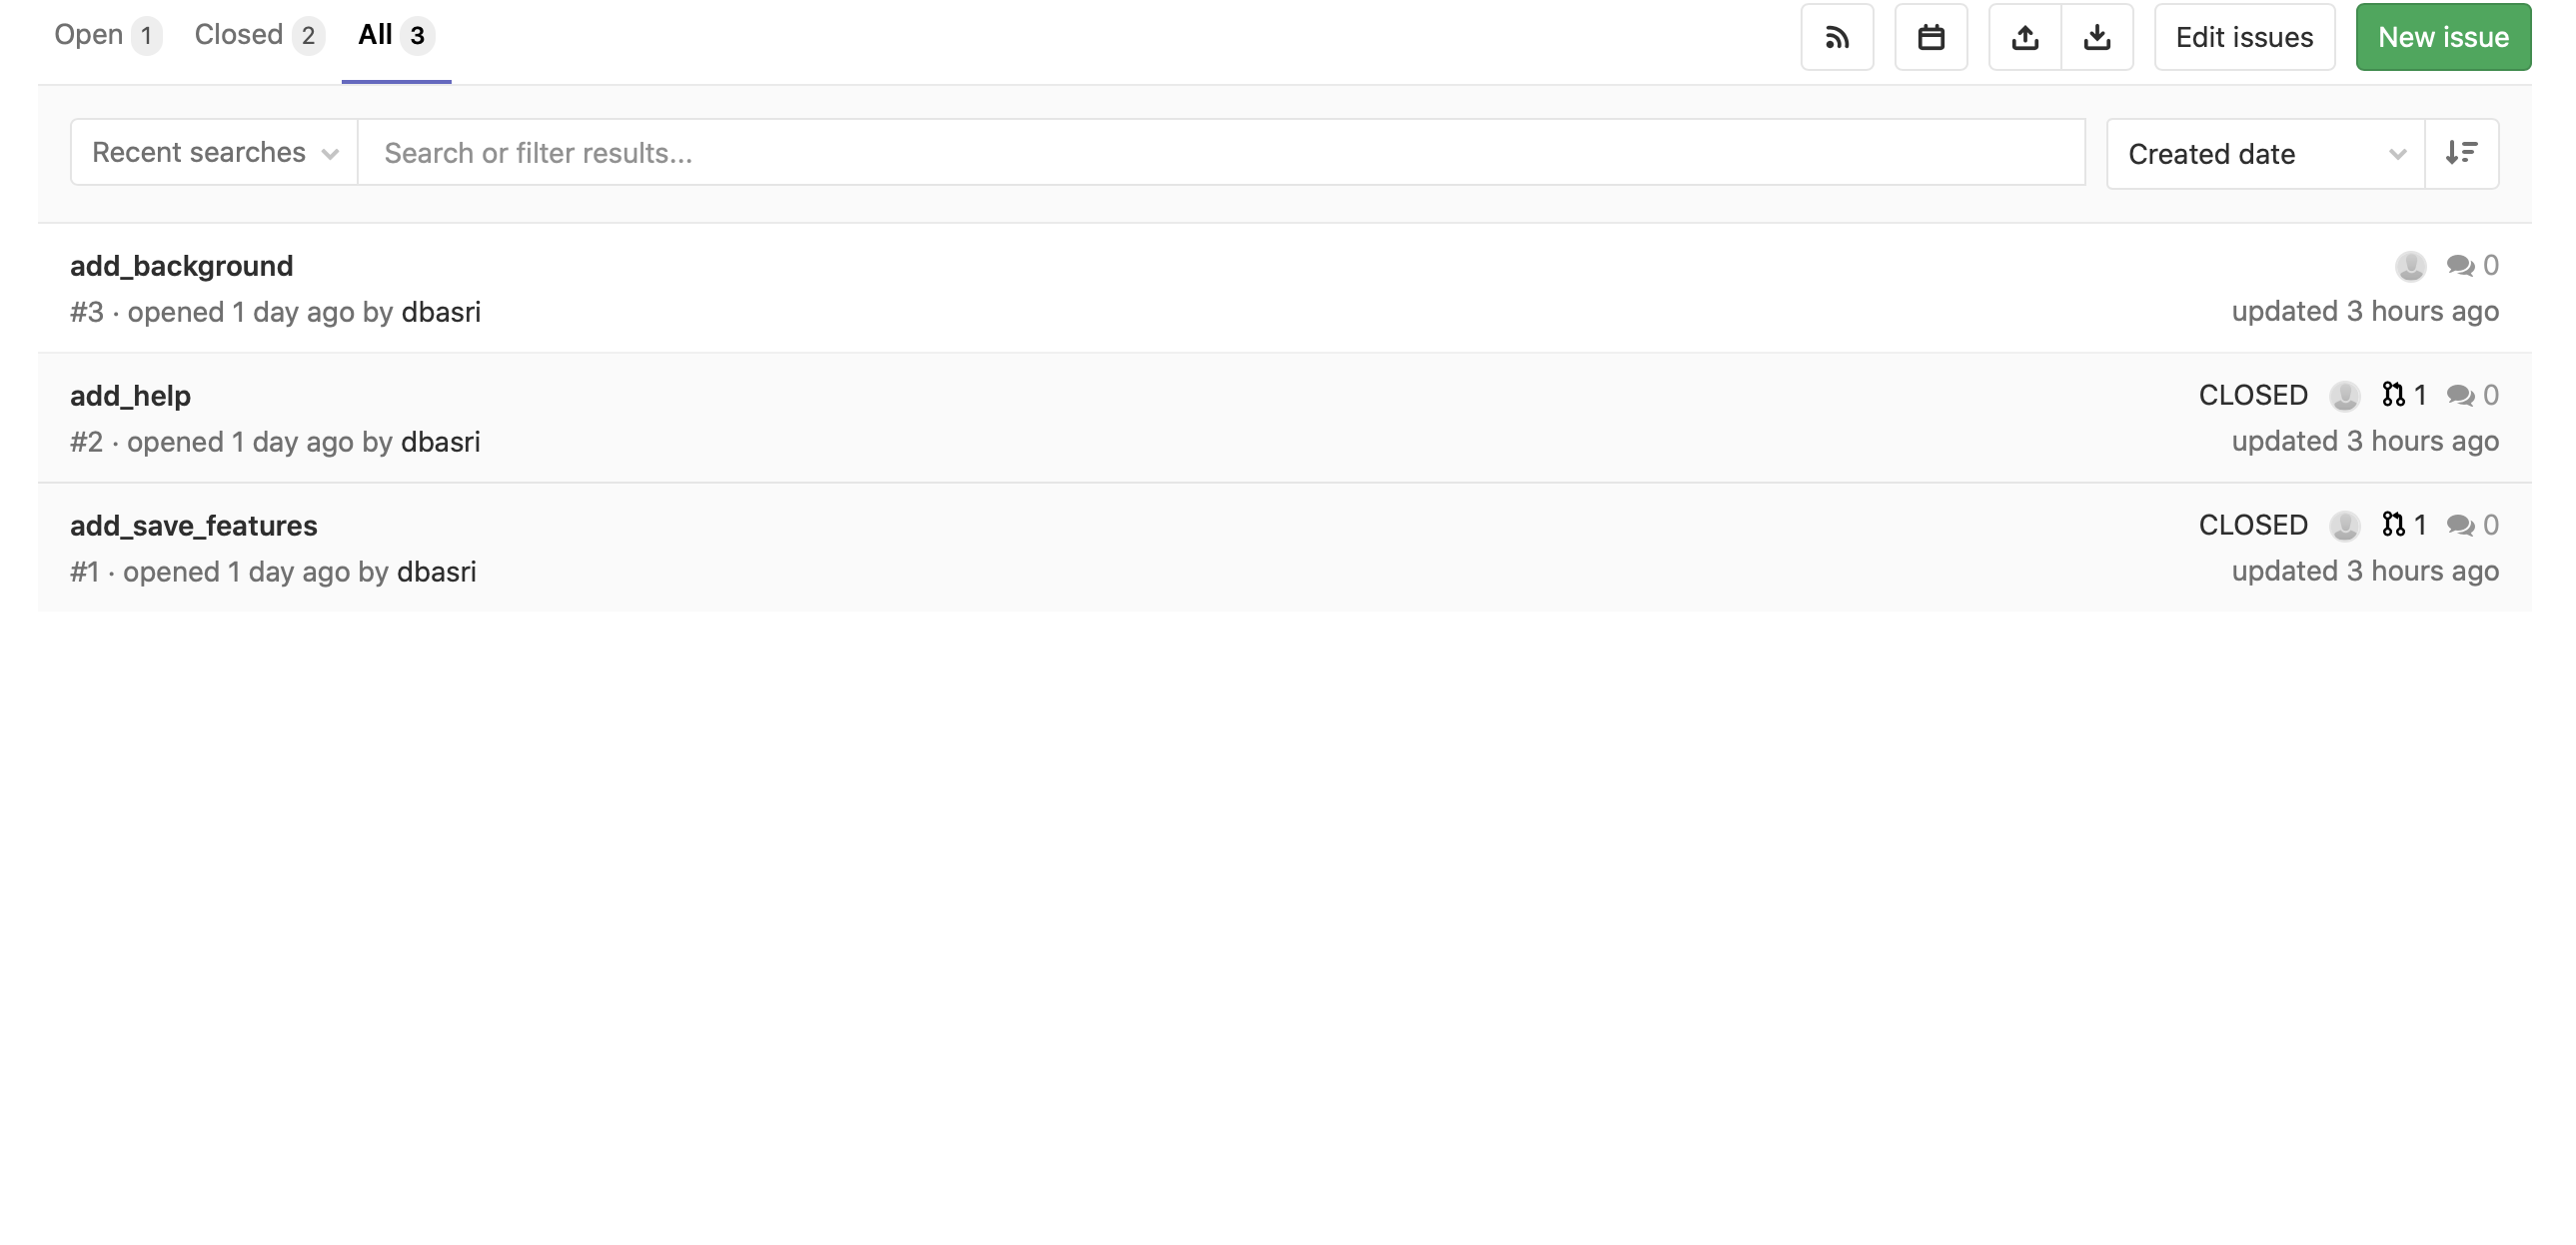 Open 1 Closed 2 All 3 Edit issues New issue
Recent searches Search or filter results... Created date
add_background 0
#3 · opened 1 day ago by dbasri updated 3 hours ago
add_help CLOSED 1 0
#2 · opened 1 day ago by dbasri updated 3 hours ago
add_save_features CLOSED 1 0
#1 · opened 1 day ago by dbasri updated 3 hours ago